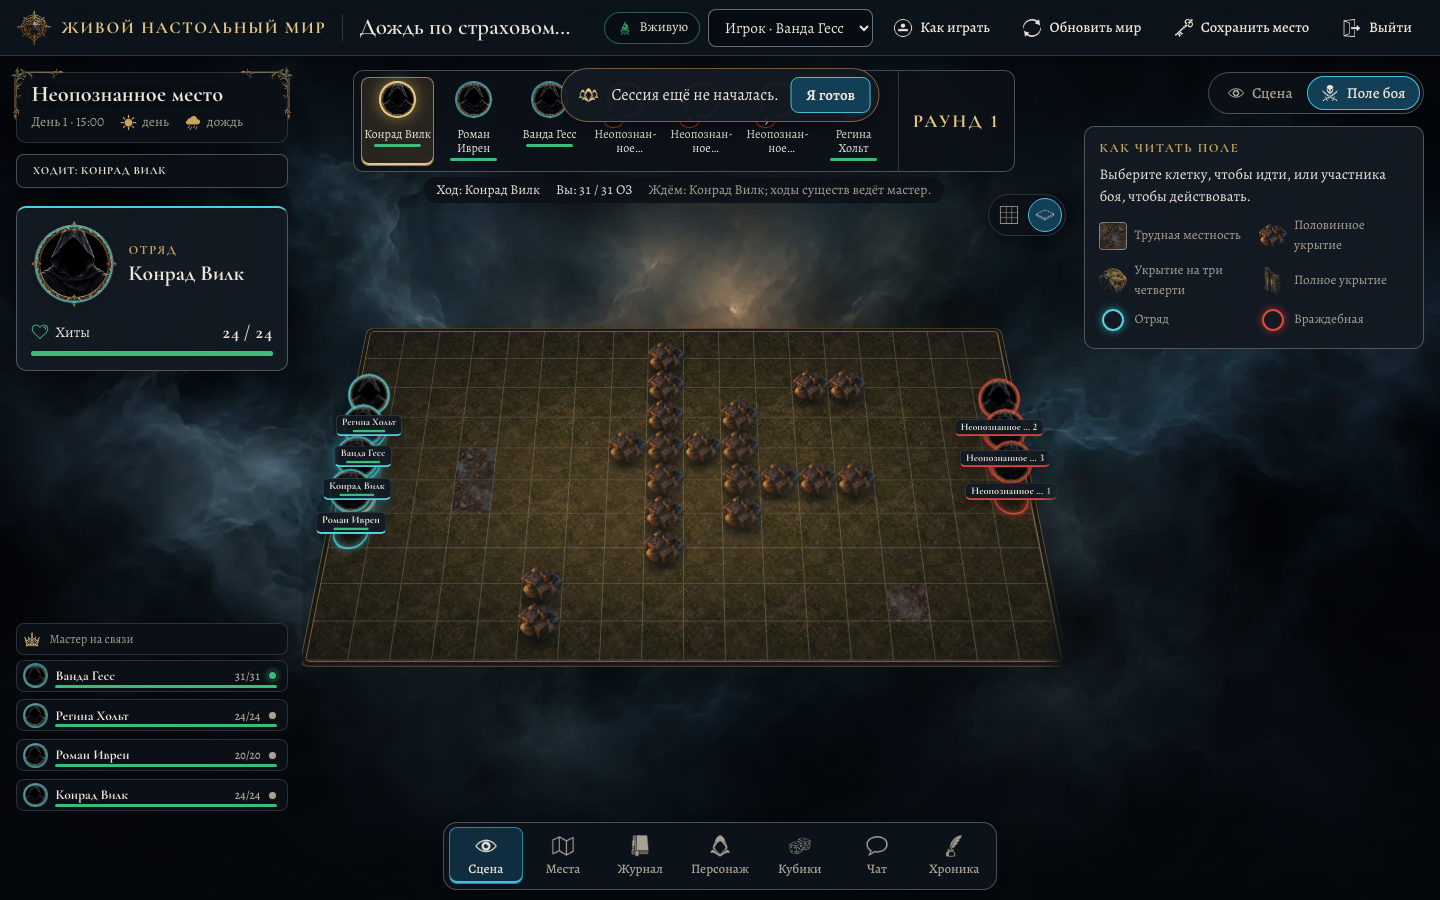 ЖИВОЙ НАСТОЛЬНЫЙ МИР
Дождь по страховом...
Вживую
Игрок · Ванда Гесс
Как играть
Обновить мир
Сохранить место
Выйти
Неопознанное место
День 1 · 15:00
день
дождь
ХОДИТ: КОНРАД ВИЛК
ОТРЯД
Конрад Вилк
Хиты
24 / 24
Сессия ещё не началась.
Я готов
Конрад Вилк
Роман
Иврен
Ванда Гесс
Неопознан-
ное...
Неопознан-
ное...
Неопознан-
ное...
Регина
Хольт
РАУНД 1
Ход: Конрад Вилк
Вы: 31 / 31 ОЗ
Ждём: Конрад Вилк; ходы существ ведёт мастер.
Сцена
Поле боя
КАК ЧИТАТЬ ПОЛЕ
Выберите клетку, чтобы идти, или участника
боя, чтобы действовать.
Трудная местность
Половинное
укрытие
Укрытие на три
четверти
Полное укрытие
Отряд
Враждебная
Регина Хольт
Ванда Гесс
Конрад Вилк
Роман Иврен
Неопознанное ... 2
Неопознанное ... 3
Неопознанное ... 1
Мастер на связи
Ванда Гесс
31/31
Регина Хольт
24/24
Роман Иврен
20/20
Конрад Вилк
24/24
Сцена
Места
Журнал
Персонаж
Кубики
Чат
Хроника